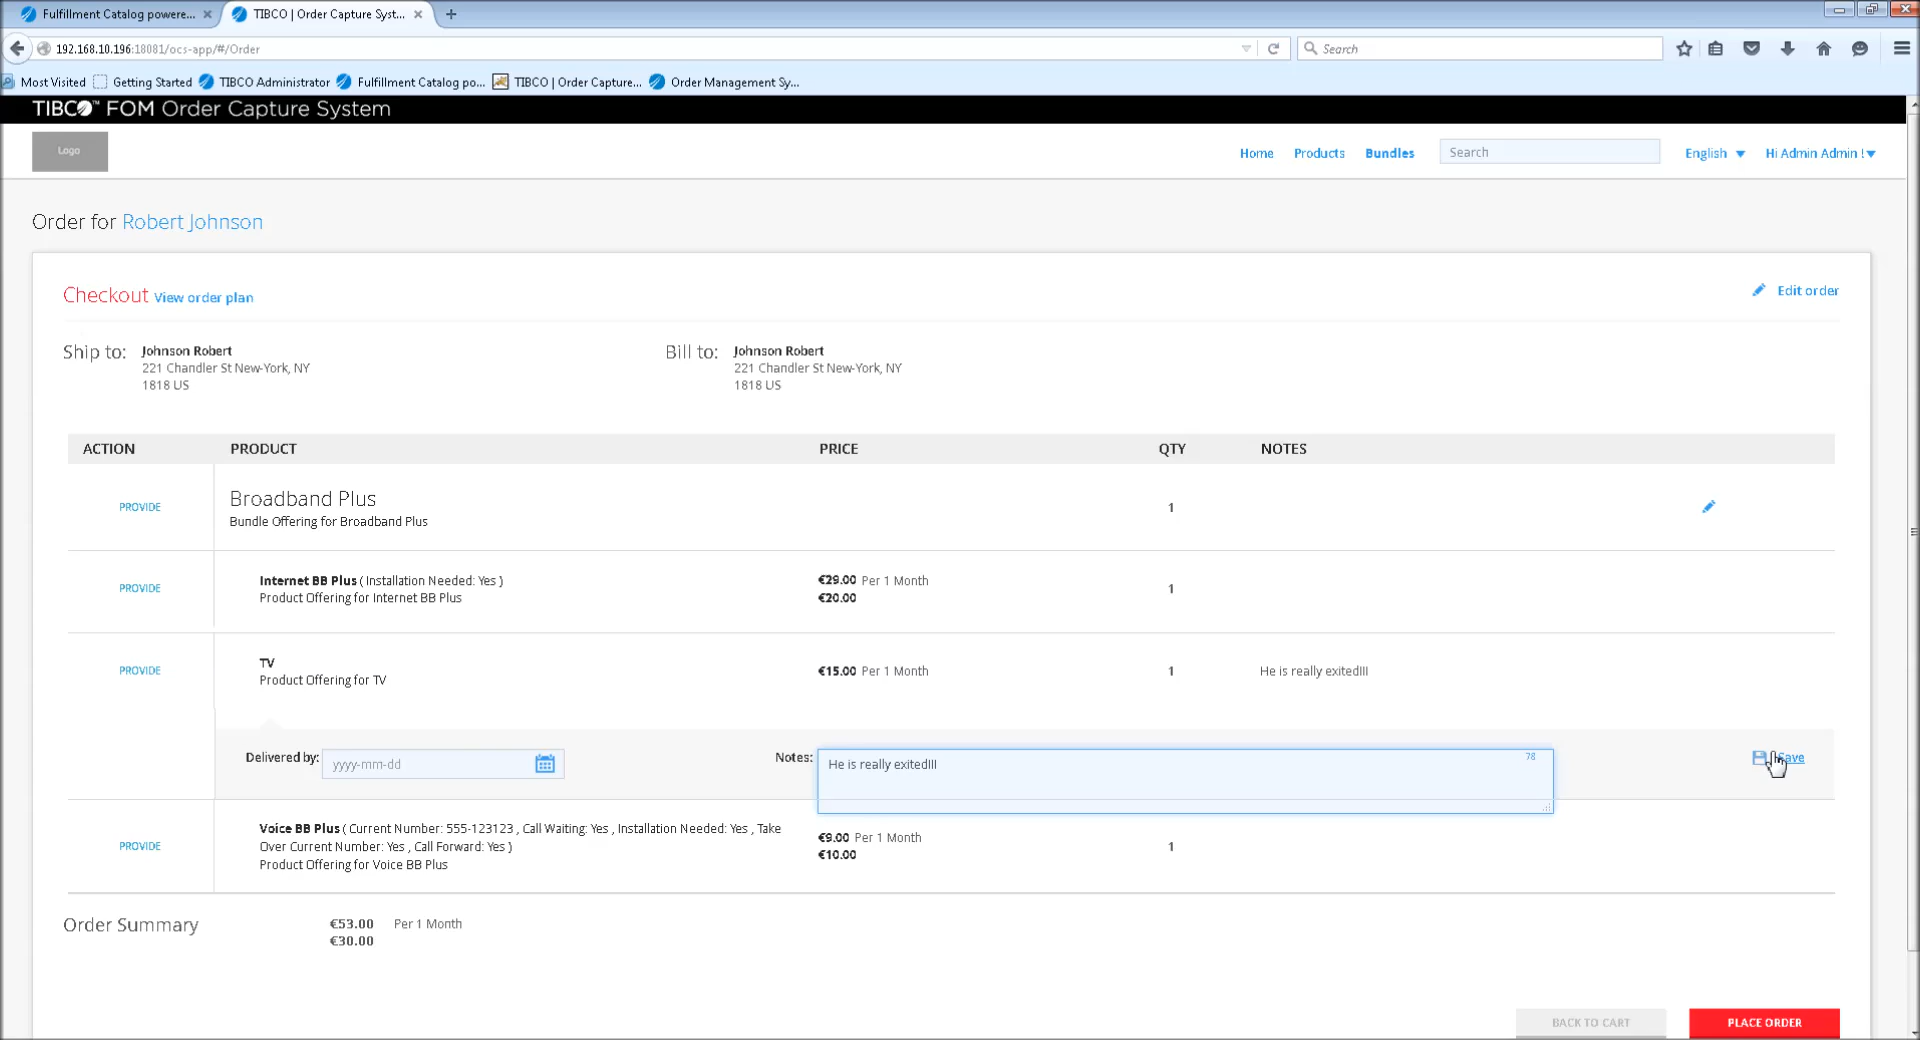 Fulfillment Catalog powere...
TIBCO | Order Capture Syst...
192.168.10.196:18081/ocs-app/#/Order
Search
Most Visited
Getting Started
TIBCO Administrator
Fulfillment Catalog po...
TIBCO | Order Capture...
Order Management Sy...
TIBCO™ FOM Order Capture System
Logo
Home
Products
Bundles
Search
English
Hi Admin Admin !
Order for Robert Johnson
Checkout View order plan
Edit order
Ship to:
Johnson Robert
221 Chandler St New-York, NY
1818 US
Bill to:
Johnson Robert
221 Chandler St New-York, NY
1818 US
ACTION PRODUCT PRICE QTY NOTES
PROVIDE
Broadband Plus
Bundle Offering for Broadband Plus
1
PROVIDE
Internet BB Plus ( Installation Needed: Yes )
Product Offering for Internet BB Plus
€29.00 Per 1 Month
€20.00
1
PROVIDE
TV
Product Offering for TV
€15.00 Per 1 Month
1
He is really exited!!!
Delivered by:
yyyy-mm-dd
Notes:
He is really exited!!!
78
Save
PROVIDE
Voice BB Plus ( Current Number: 555-123123 , Call Waiting: Yes , Installation Needed: Yes , Take
Over Current Number: Yes , Call Forward: Yes )
Product Offering for Voice BB Plus
€9.00 Per 1 Month
€10.00
1
Order Summary
€53.00 Per 1 Month
€30.00
BACK TO CART
PLACE ORDER